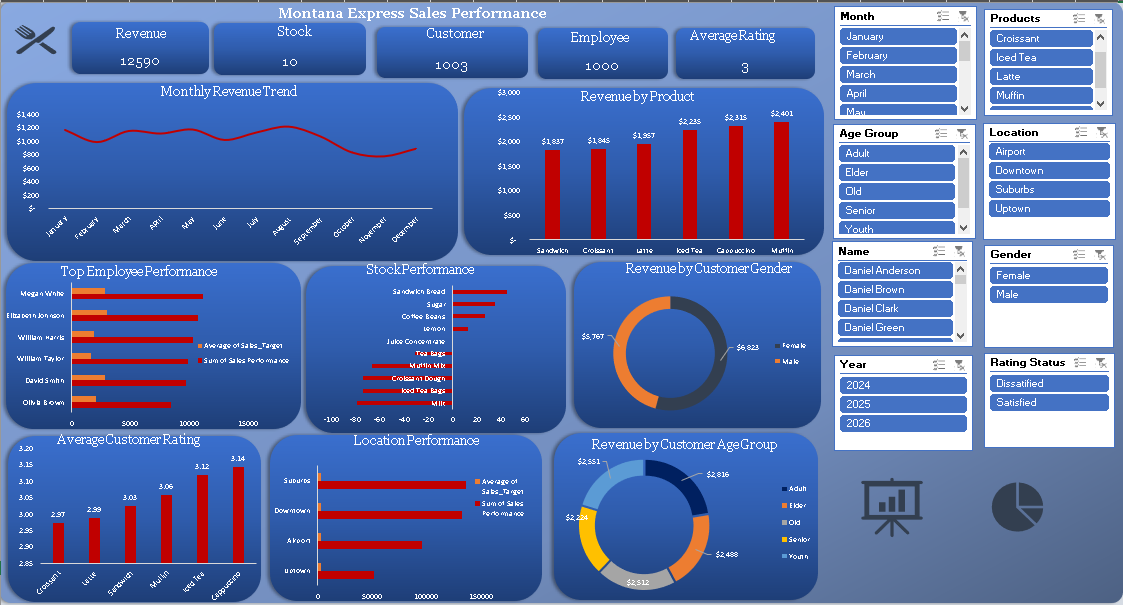 Montana Express Sales Performance
Revenue
12590
Stock
10
Customer
1003
Employee
1000
Average Rating
3
Monthly Revenue Trend
$1,400
$1,200
$1,000
$800
$600
$400
$200
$-
January
February
March
April
May
June
July
August
September
October
November
December
Revenue by Product
$3,000
$2,500
$2,000
$1,500
$1,000
$500
$-
$1,837
$1,845
$1,957
$2,235
$2,315
$2,401
Sandwich
Croissant
Latte
Iced Tea
Cappuccino
Muffin
Top Employee Performance
Megan White
Elizabeth Johnson
William Harris
William Taylor
David Smith
Olivia Brown
0
5000
10000
15000
Average of Sales_Target
Sum of Sales Performance
Stock Performance
Sandwich Bread
Sugar
Coffee Beans
Lemon
Juice Concentrate
Tea Bags
Muffin Mix
Croissant Dough
Iced Tea Bags
Milk
-100
-80
-60
-40
-20
0
20
40
60
Revenue by Customer Gender
$5,767
$6,823
Female
Male
Average Customer Rating
3.20
3.15
3.10
3.05
3.00
2.95
2.90
2.85
2.97
2.99
3.03
3.06
3.12
3.14
Croissant
Latte
Sandwich
Muffin
Iced Tea
Cappuccino
Location Performance
Suburbs
Downtown
Airport
Uptown
0
50000
100000
150000
Average of
Sales_Target
Sum of Sales
Performance
Revenue by Customer Age Group
$2,551
$2,816
$2,224
$2,488
$2,512
Adult
Elder
Old
Senior
Youth
Month
January
February
March
April
May
Products
Croissant
Iced Tea
Latte
Muffin
Age Group
Adult
Elder
Old
Senior
Youth
Location
Airport
Downtown
Suburbs
Uptown
Name
Daniel Anderson
Daniel Brown
Daniel Clark
Daniel Green
Gender
Female
Male
Year
2024
2025
2026
Rating Status
Dissatified
Satisfied